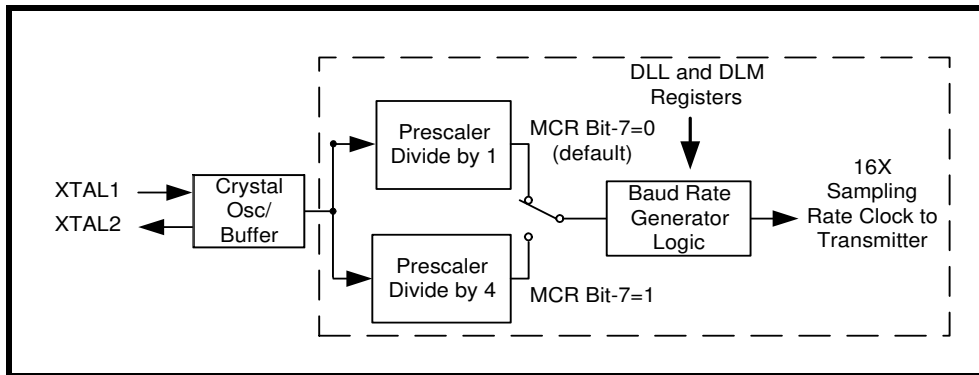 DLL and DLM
Registers
Prescaler
Divide by 1
MCR Bit-7=0
(default)
XTAL1
XTAL2
Crystal
Osc/
Buffer
Baud Rate
Generator
Logic
16X
Sampling
Rate Clock to
Transmitter
Prescaler
Divide by 4
MCR Bit-7=1